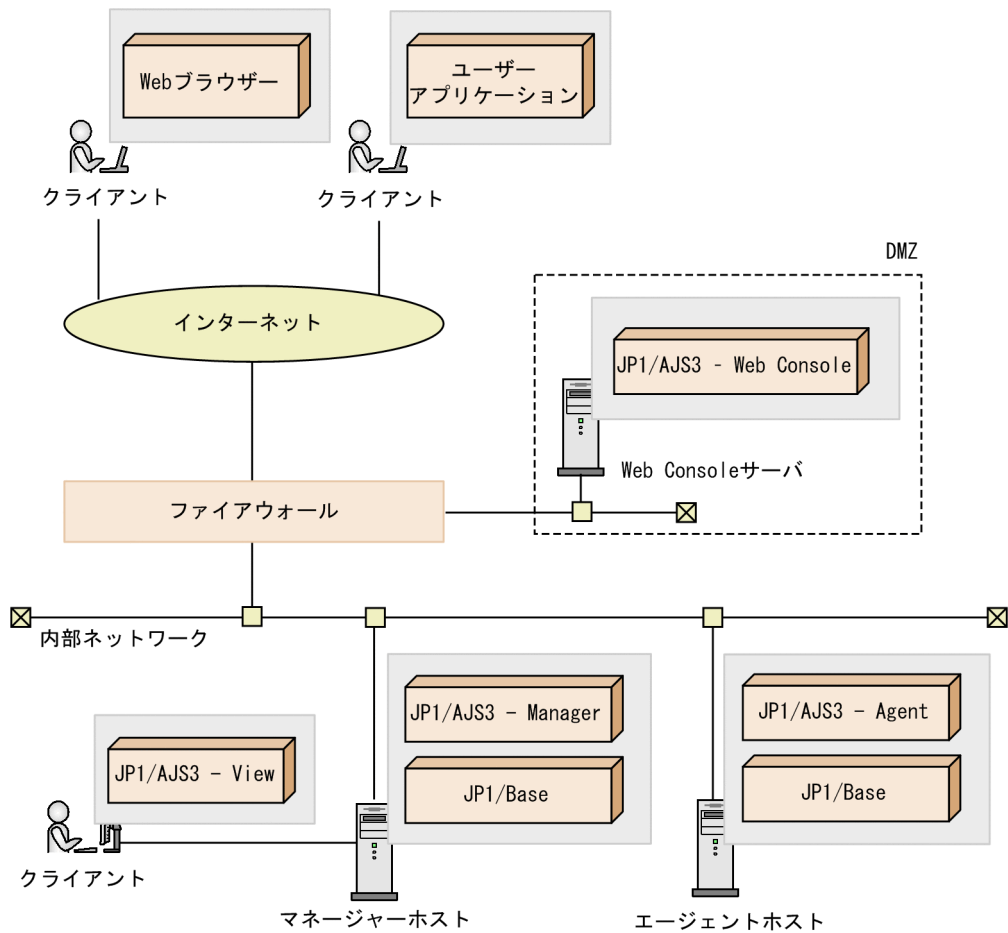 Webブラウザー
ユーザー
アプリケーション
クライアント
クライアント
DMZ
インターネット
JP1/AJS3 - Web Console
Web Consoleサーバ
ファイアウォール
内部ネットワーク
JP1/AJS3 - Manager
JP1/AJS3 - Agent
JP1/AJS3 - View
JP1/Base
JP1/Base
クライアント
マネージャーホスト
エージェントホスト